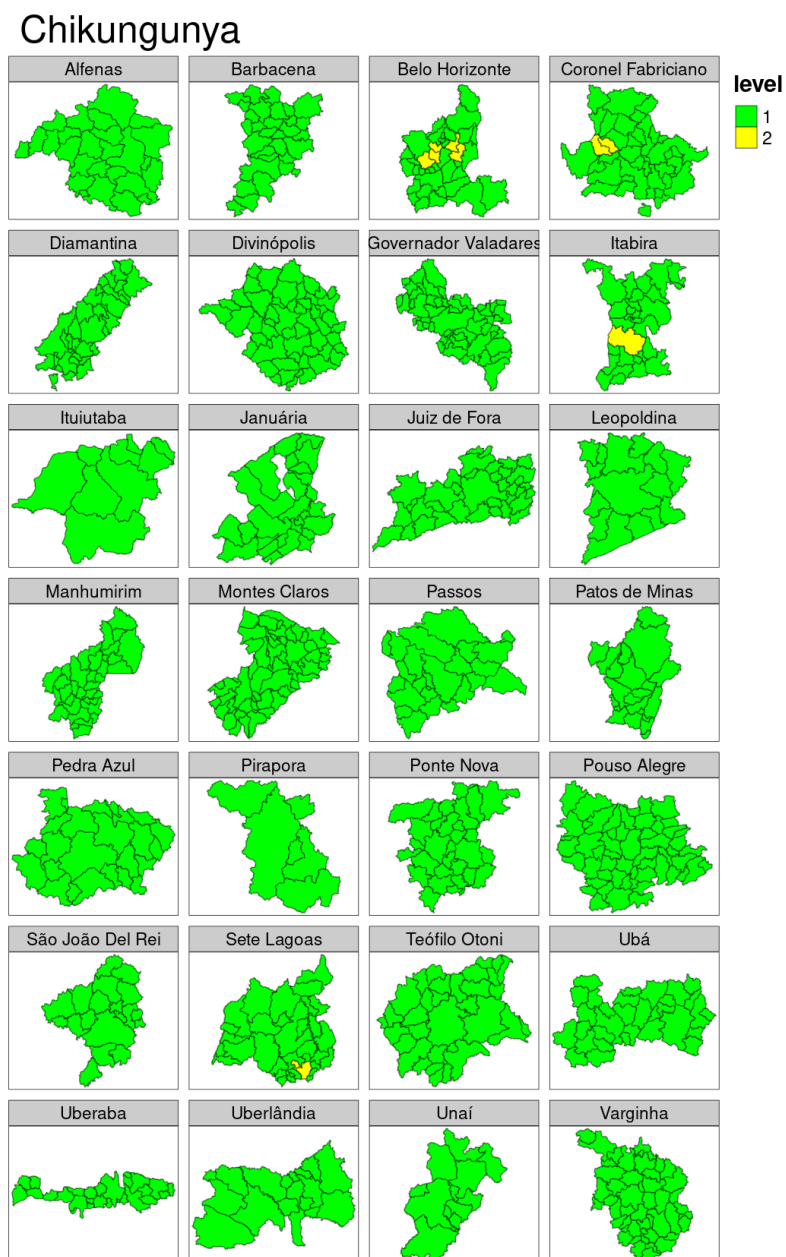 Chikungunya
Alfenas
Barbacena
Belo Horizonte
Coronel Fabriciano
level
1
2
Diamantina
Divinópolis
Governador Valadares
Itabira
Ituiutaba
Januária
Juiz de Fora
Leopoldina
Manhumirim
Montes Claros
Passos
Patos de Minas
Pedra Azul
Pirapora
Ponte Nova
Pouso Alegre
São João Del Rei
Sete Lagoas
Teófilo Otoni
Ubá
Uberaba
Uberlândia
Unaí
Varginha